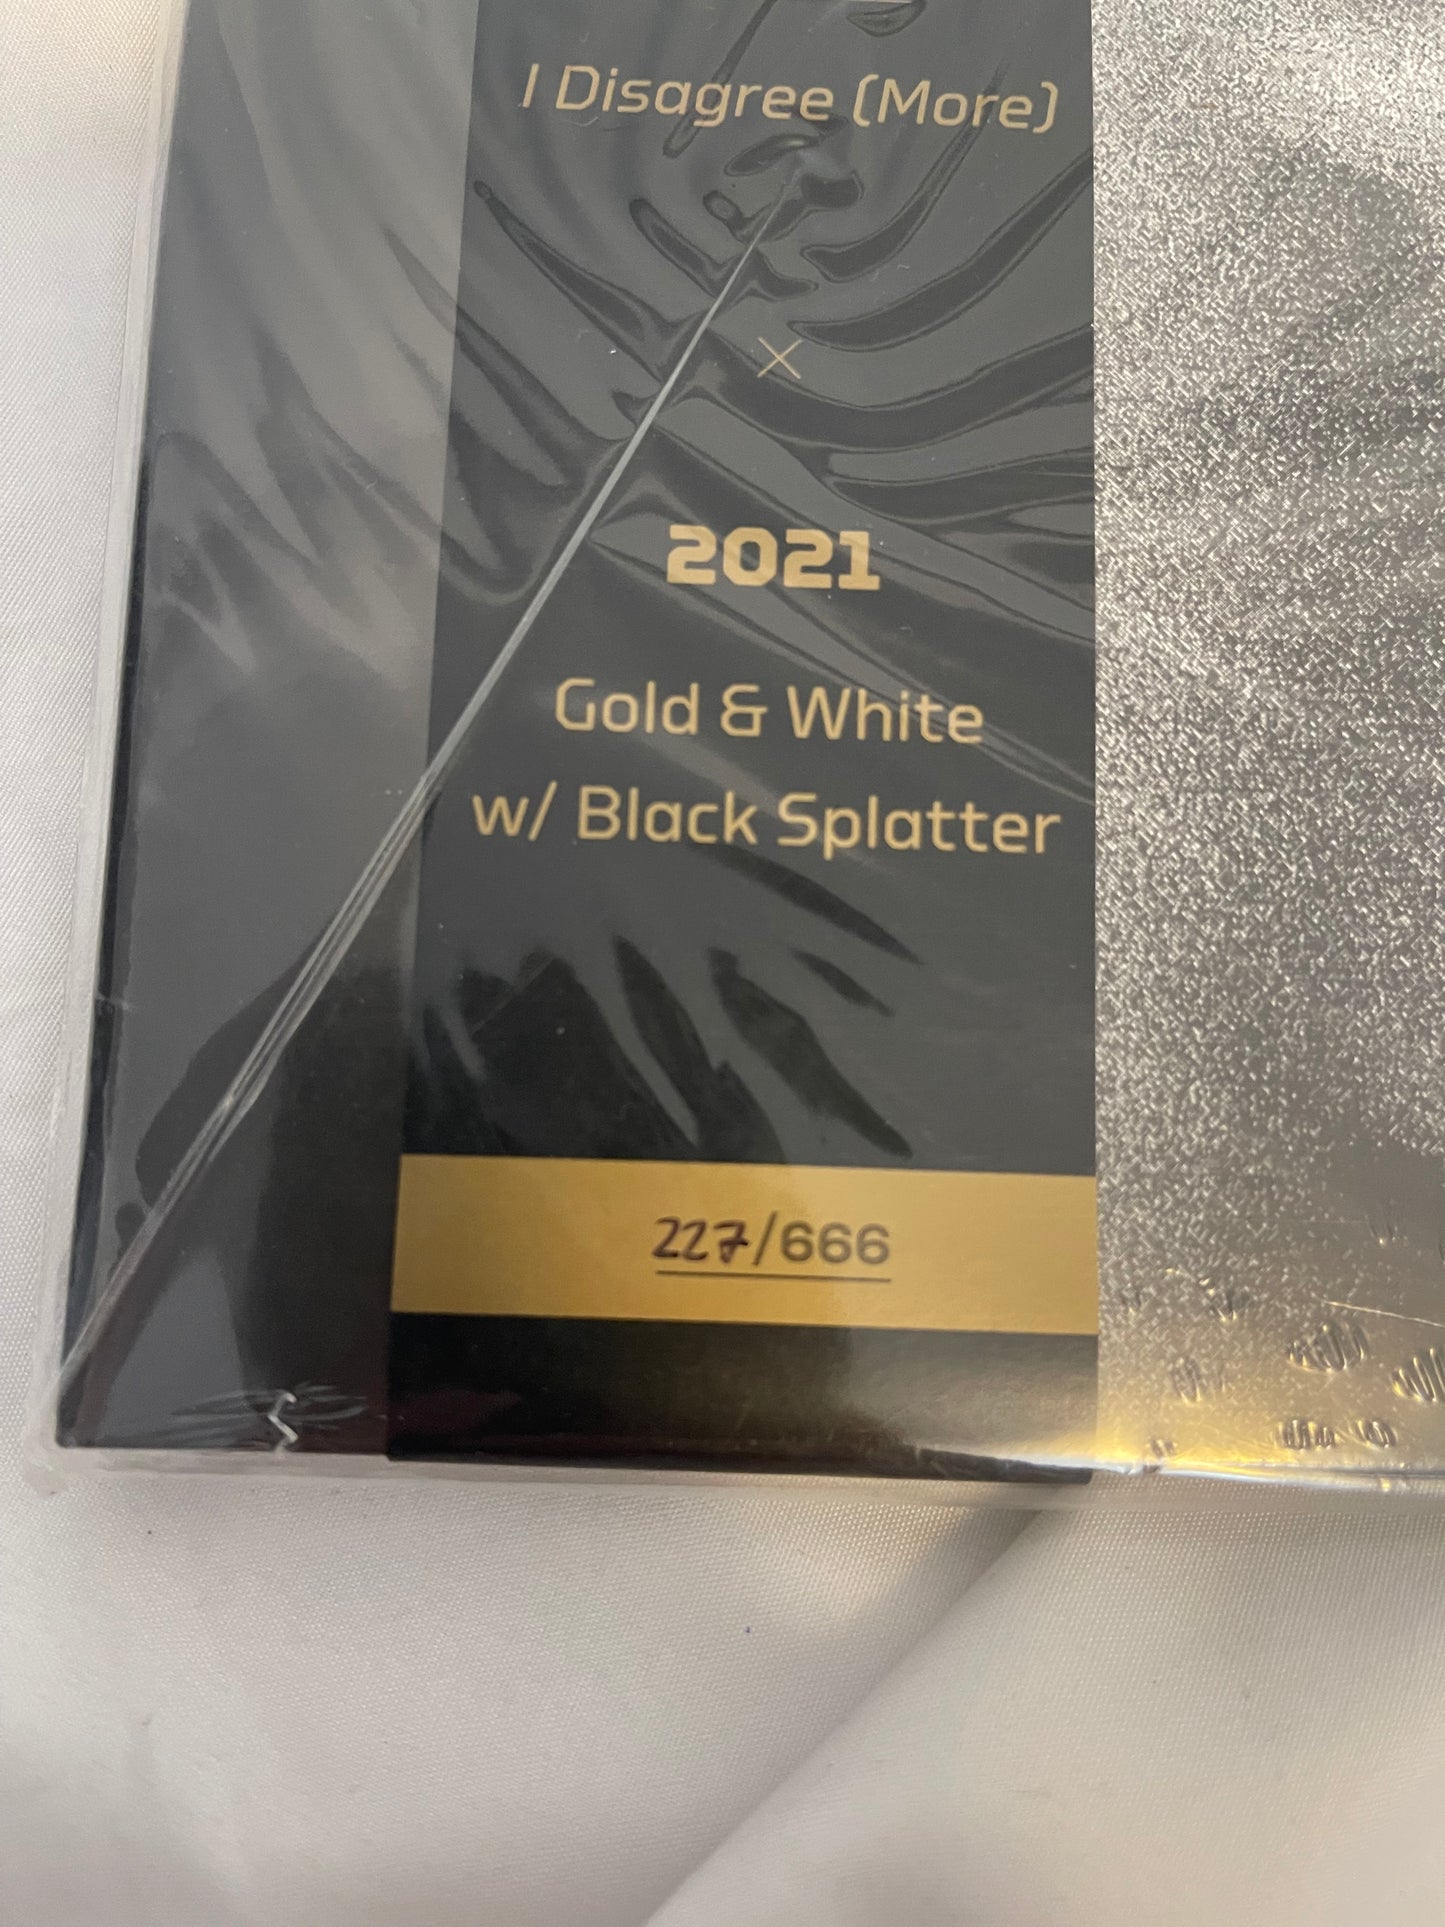 I Disagree (More)
×
2021
Gold & White
w/ Black Splatter
227/666